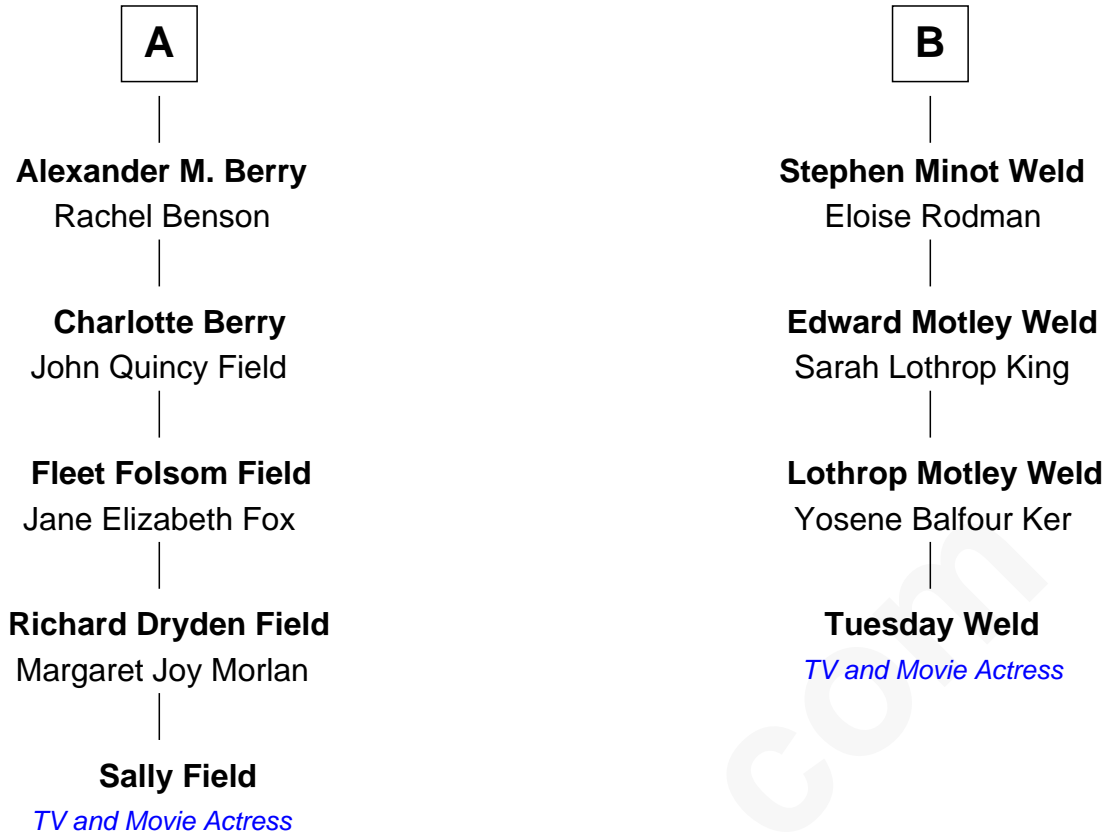 A
Alexander M. Berry
Rachel Benson
Charlotte Berry
John Quincy Field
Fleet Folsom Field
Jane Elizabeth Fox
Richard Dryden Field
Margaret Joy Morlan
Sally Field
TV and Movie Actress
B
Stephen Minot Weld
Eloise Rodman
Edward Motley Weld
Sarah Lothrop King
Lothrop Motley Weld
Yosene Balfour Ker
Tuesday Weld
TV and Movie Actress
com